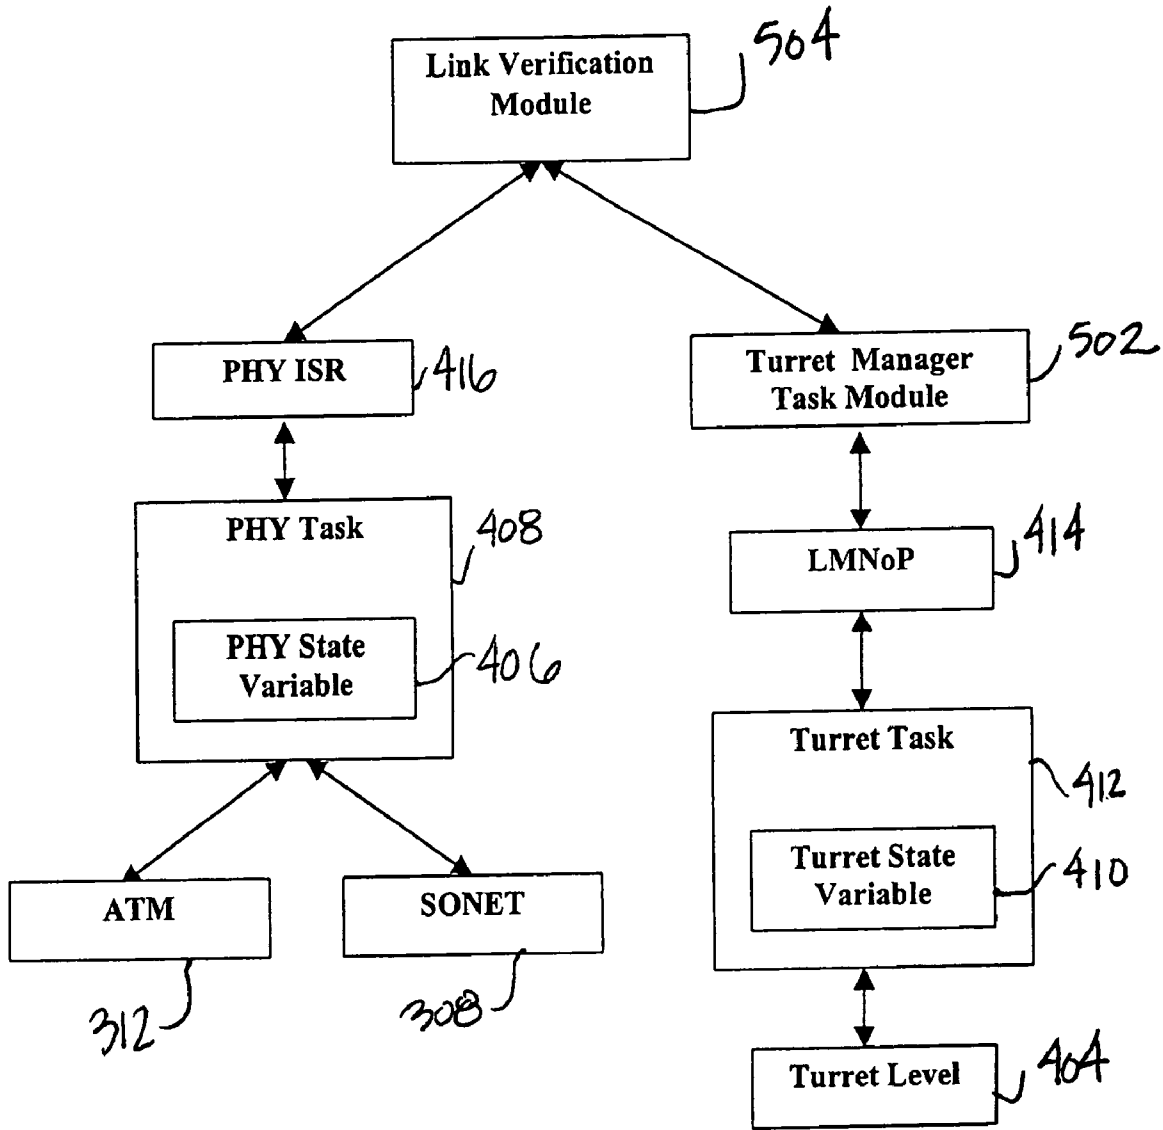 504
Link Verification
Module
PHY ISR
416
Turret Manager
Task Module
502
PHY Task
408
LMNoP
414
PHY State
Variable
406
Turret Task
412
Turret State
Variable
410
ATM
312
SONET
308
Turret Level
404